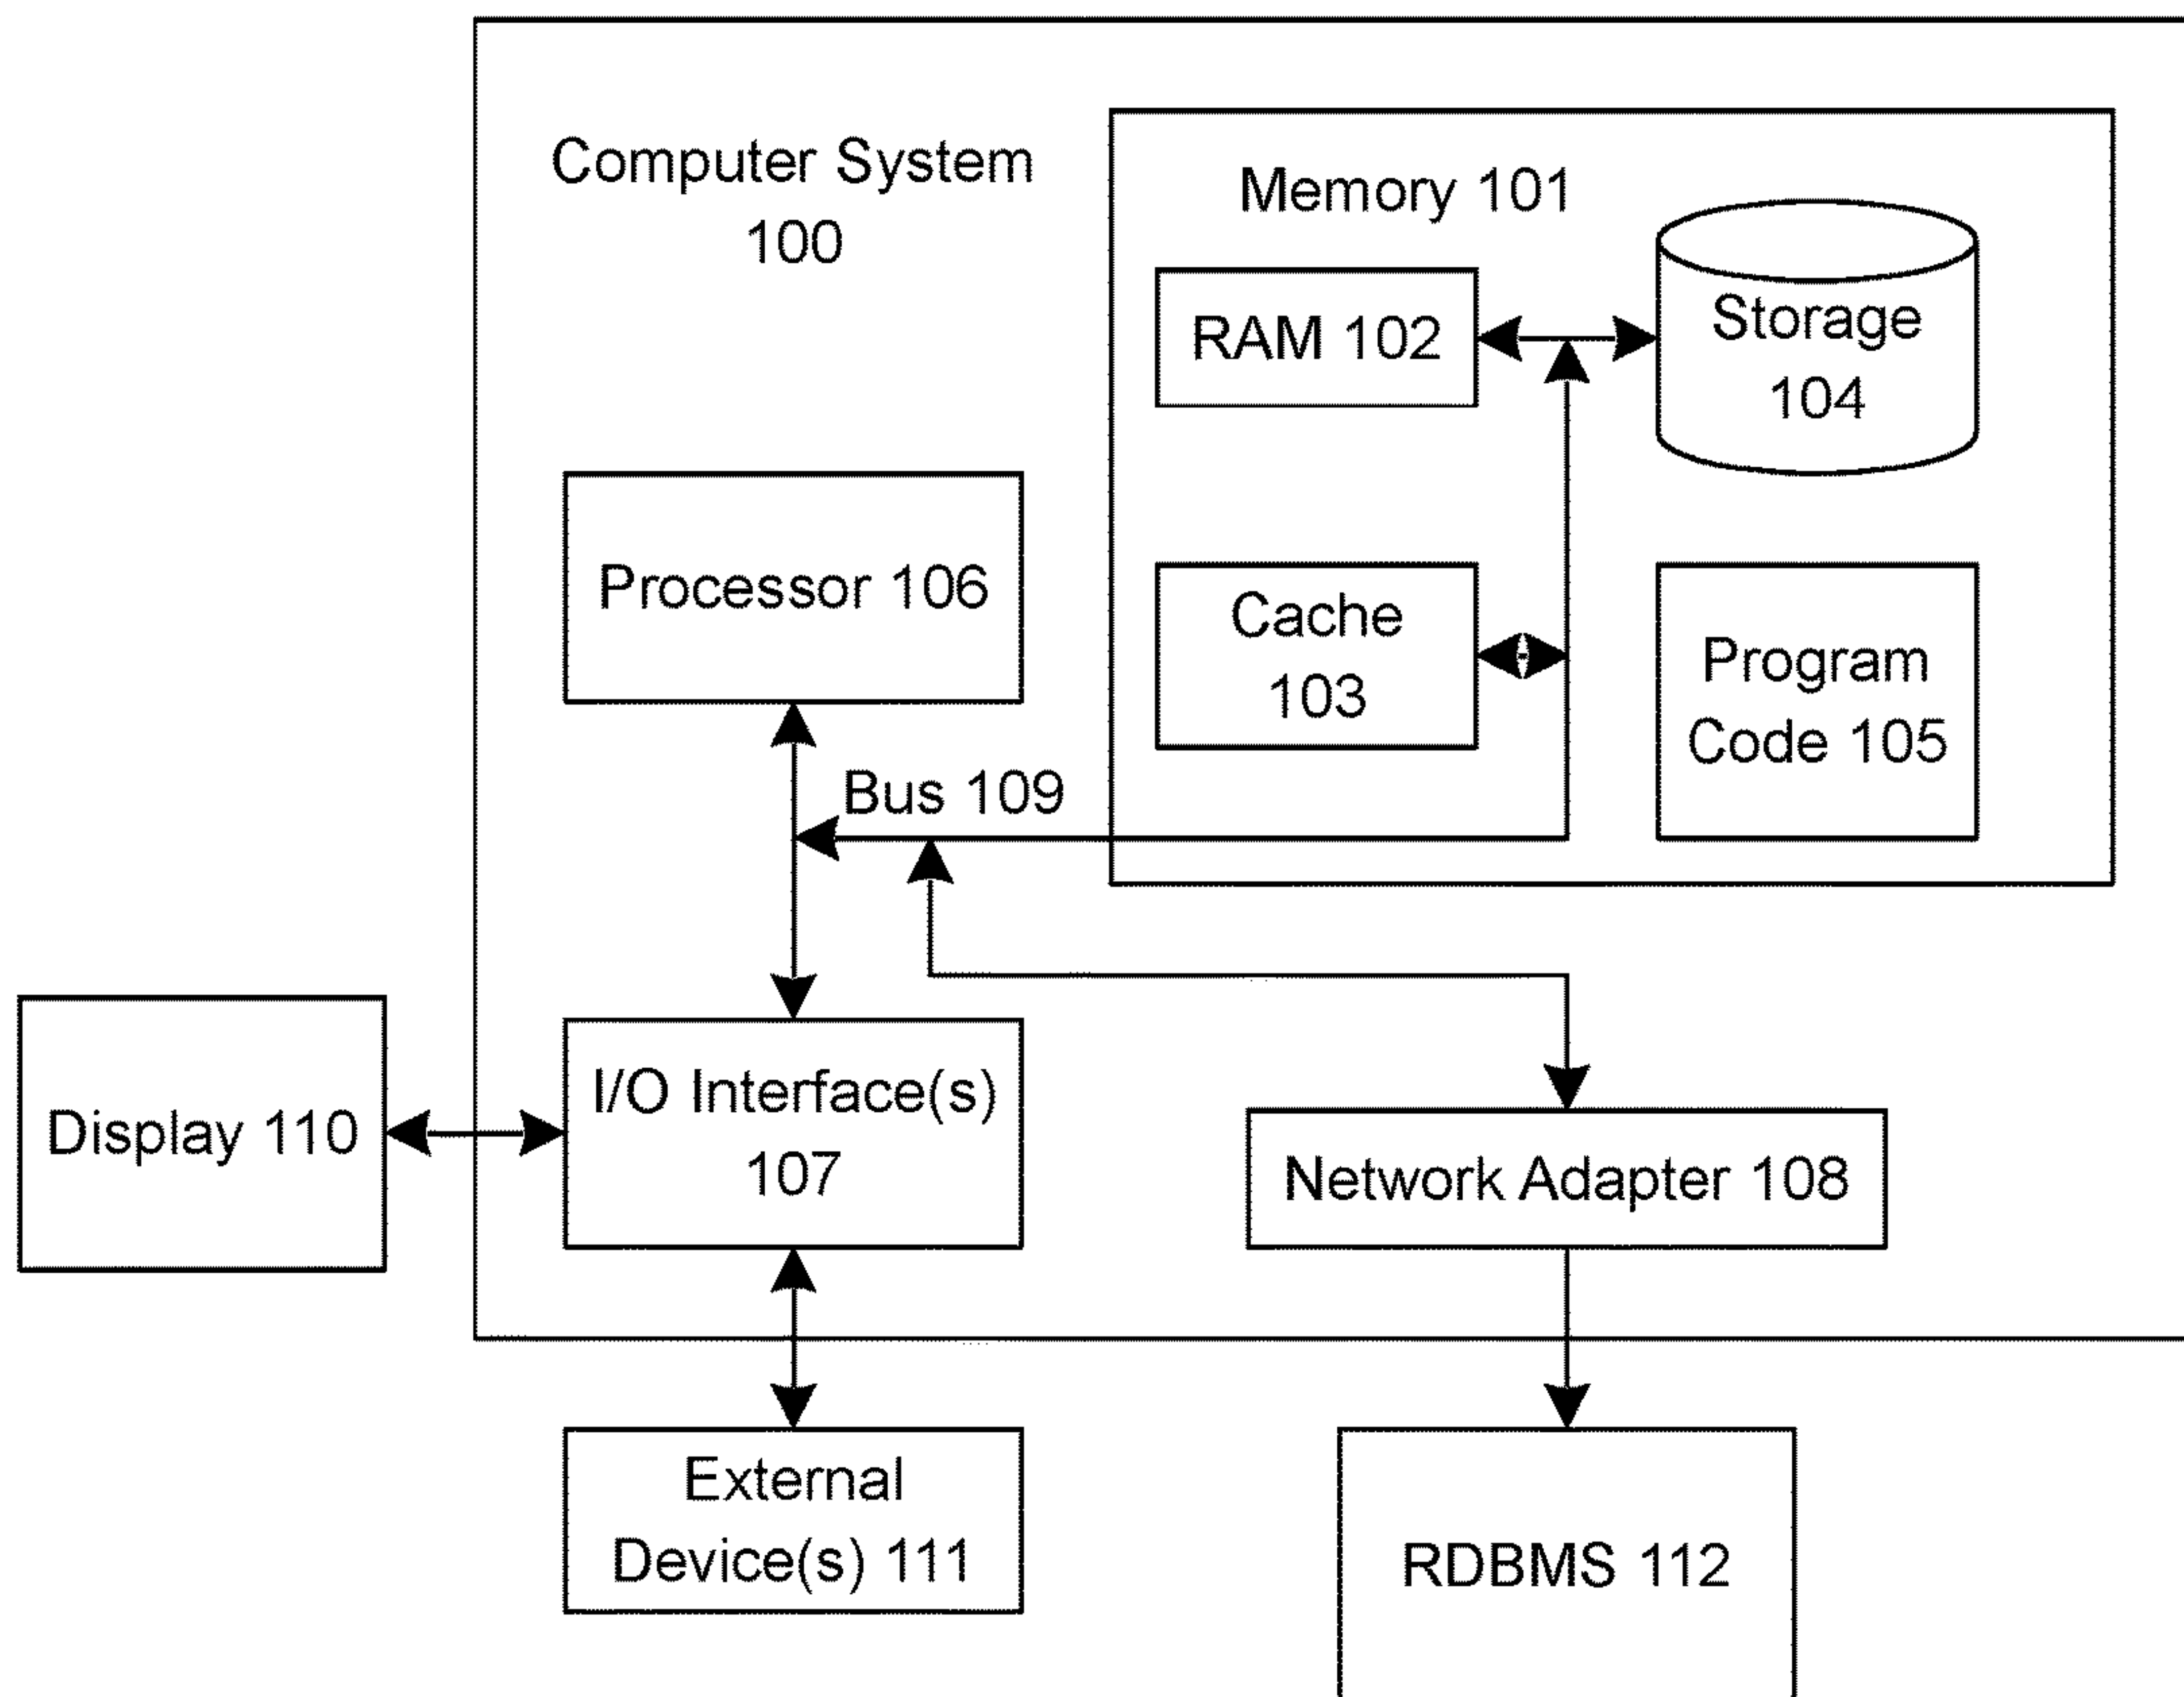 Computer System
100
Memory 101
RAM 102
Storage
104
Processor 106
Cache
103
Program
Code 105
Bus 109
Display 110
I/O Interface(s)
107
Network Adapter 108
External
Device(s) 111
RDBMS 112